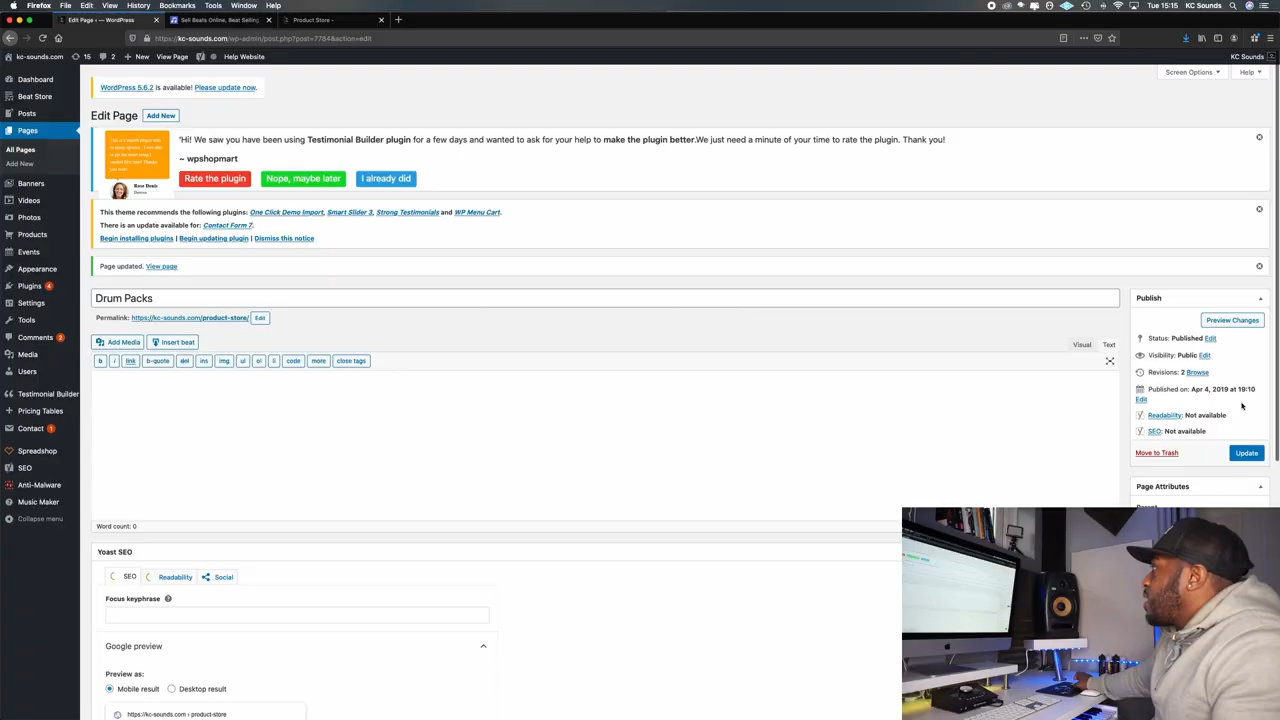 Firefox File Edit View History Bookmarks Tools Window Help
Tue 15:15 KC Sounds
Edit Page — WordPress
Sell Beats Online, Beat Selling
Product Store -
https://kc-sounds.com/wp-admin/post.php?post=7784&action=edit
kc-sounds.com 15 2 New View Page Help Website
KC Sounds
Screen Options
Help
WordPress 5.6.2 is available! Please update now.
Edit Page
Add New
'Hi! We saw you have been using Testimonial Builder plugin for a few days and wanted to ask for your help to make the plugin better.We just need a minute of your time to rate the plugin. Thank you!
~ wpshopmart
Rose Denis
Rate the plugin
Nope, maybe later
I already did
This theme recommends the following plugins: One Click Demo Import, Smart Slider 3, Strong Testimonials and WP Menu Cart.
There is an update available for: Contact Form 7.
Begin installing plugins | Begin updating plugin | Dismiss this notice
Page updated. View page
Dashboard
Beat Store
Posts
Pages
All Pages
Add New
Banners
Videos
Photos
Products
Events
Appearance
Plugins 4
Settings
Tools
Comments 2
Media
Users
Testimonial Builder
Pricing Tables
Contact 1
Spreadshop
SEO
Anti-Malware
Music Maker
Collapse menu
Drum Packs
Permalink: https://kc-sounds.com/product-store/ Edit
Add Media
Insert beat
Visual
Text
b i link b-quote del ins img ul ol li code more close tags
Word count: 0
Yoast SEO
SEO
Readability
Social
Focus keyphrase
Google preview
Preview as:
Mobile result
Desktop result
https://kc-sounds.com › product-store
Publish
Preview Changes
Status: Published Edit
Visibility: Public Edit
Revisions: 2 Browse
Published on: Apr 4, 2019 at 19:10
Edit
Readability: Not available
SEO: Not available
Move to Trash
Update
Page Attributes